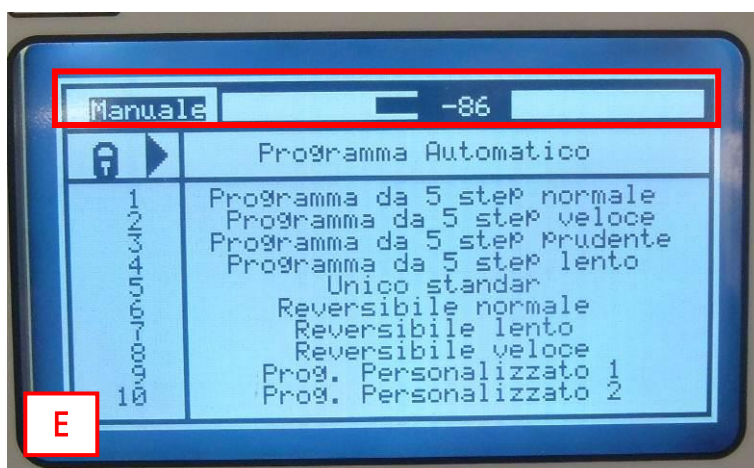 Manuale -86
Programma Automatico
1 Programma da 5 step normale
2 Programma da 5 step veloce
3 Programma da 5 step prudente
4 Programma da 5 step lento
5 Unico standar
6 Reversibile normale
7 Reversibile lento
8 Reversibile veloce
9 Prog. Personalizzato 1
10 Prog. Personalizzato 2
E